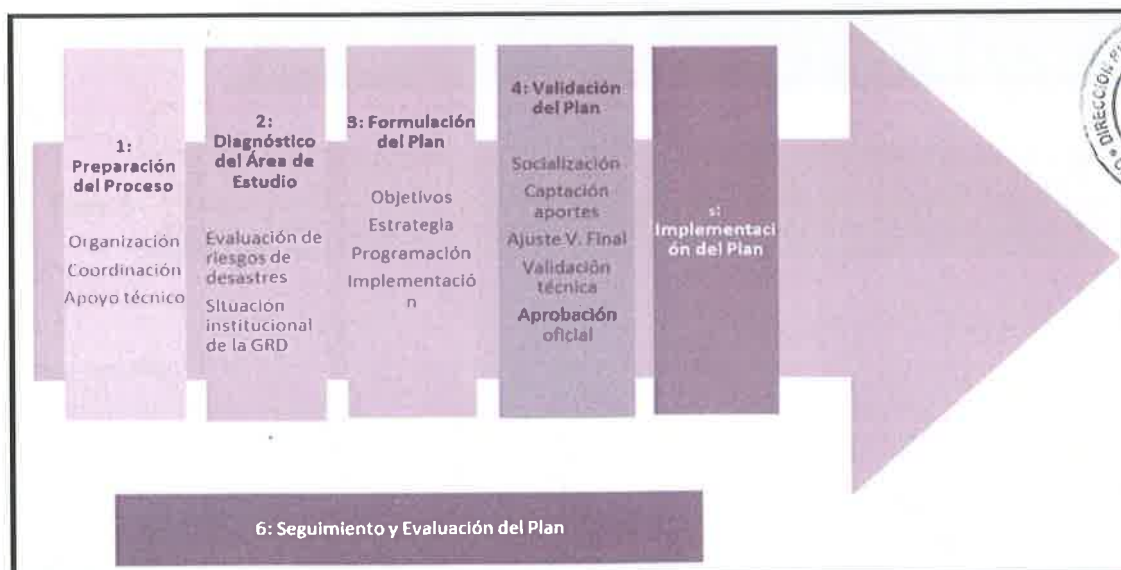 1:
Preparación
del Proceso
Organización
Coordinación
Apoyo técnico
2:
Diagnóstico
del Área de
Estudio
Evaluación de
riesgos de
desastres
Situación
institucional
de la GRD
3: Formulación
del Plan
Objetivos
Estrategia
Programación
Implementació
n
4: Validación
del Plan
Socialización
Captación
aportes
Ajuste V. Final
Validación
técnica
Aprobación
oficial
5:
Implementaci
ón del Plan
6: Seguimiento y Evaluación del Plan
DIRECCION